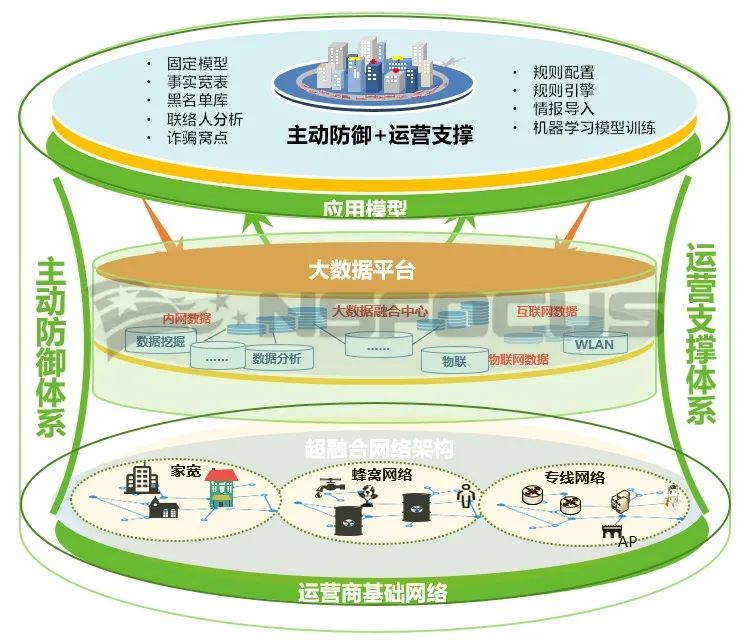 • 固定模型
• 事实宽表
• 黑名单库
• 联络人分析
• 诈骗窝点
• 规则配置
• 规则引擎
• 情报导入
• 机器学习模型训练
主动防御+运营支撑
应用模型
主动防御体系
运营支撑体系
大数据平台
NSFOCUS
内网数据
大数据融合中心
互联网数据
数据挖掘
……
数据分析
……
物联
物联网数据
WLAN
超融合网络架构
家宽
蜂窝网络
专线网络
AP
运营商基础网络